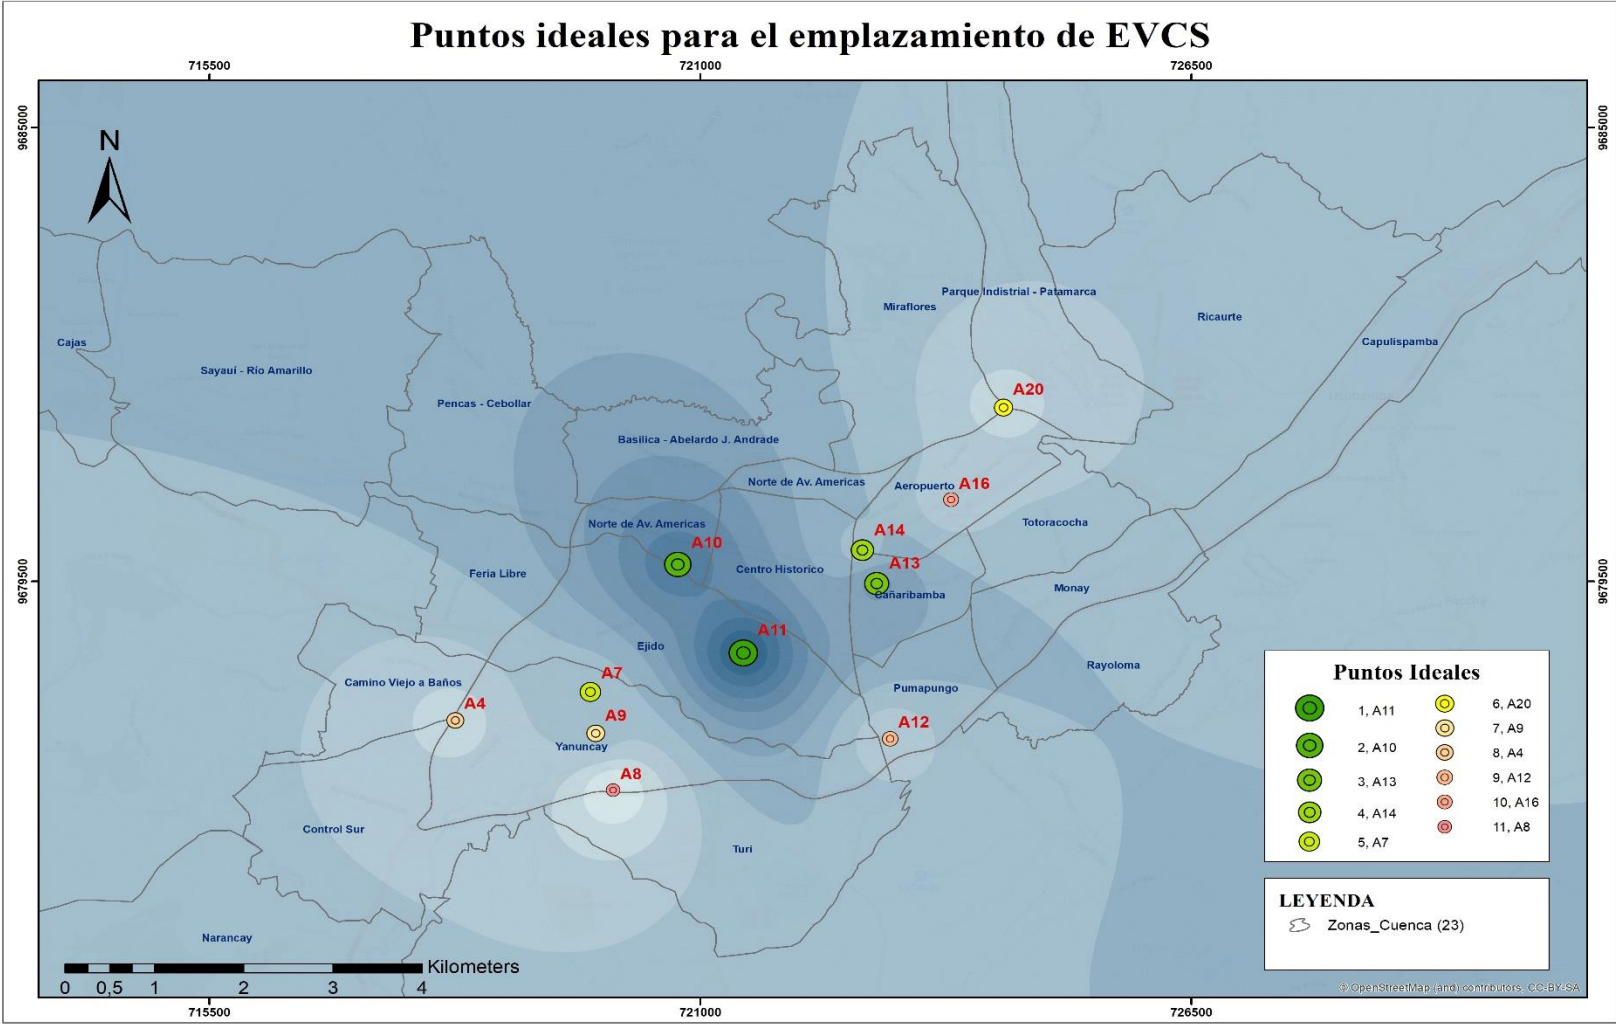 Puntos ideales para el emplazamiento de EVCS
715500 721000 726500
9685000 9685000
N
Parque Indistrial - Patamarca
Miraflores
Ricaurte
Cajas
Capulispamba
Sayauí - Río Amarillo
A20
Pencas - Cebollar
Basilica - Abelardo J. Andrade
Norte de Av. Americas
Aeropuerto A16
Norte de Av. Americas
Totoracocha
A14
A10
A13
Centro Historico
Feria Libre
9679500 9679500
Monay
Cañaribamba
A11
Ejido
Rayoloma
A7
Camino Viejo a Baños
Pumapungo
A4
A12
A9
Yanuncay
A8
Control Sur
Turi
Narancay
Puntos Ideales
1, A11
2, A10
3, A13
4, A14
5, A7
6, A20
7, A9
8, A4
9, A12
10, A16
11, A8
LEYENDA
Zonas_Cuenca (23)
Kilometers
0 0,5 1 2 3 4
© OpenStreetMap (and) contributors, CC-BY-SA
715500 721000 726500